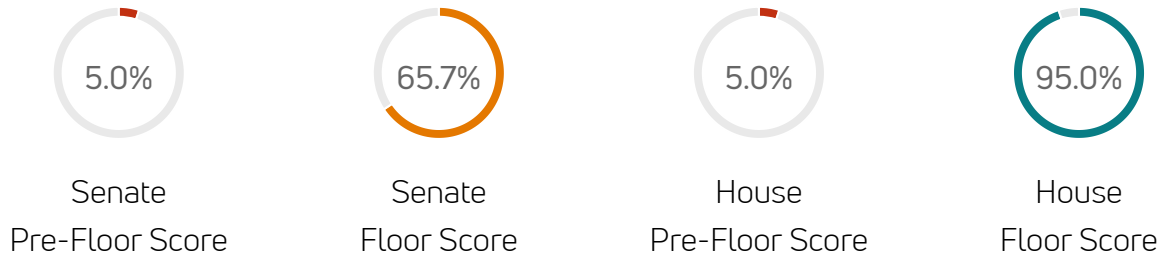 5.0%
Senate
Pre-Floor Score
65.7%
Senate
Floor Score
5.0%
House
Pre-Floor Score
95.0%
House
Floor Score